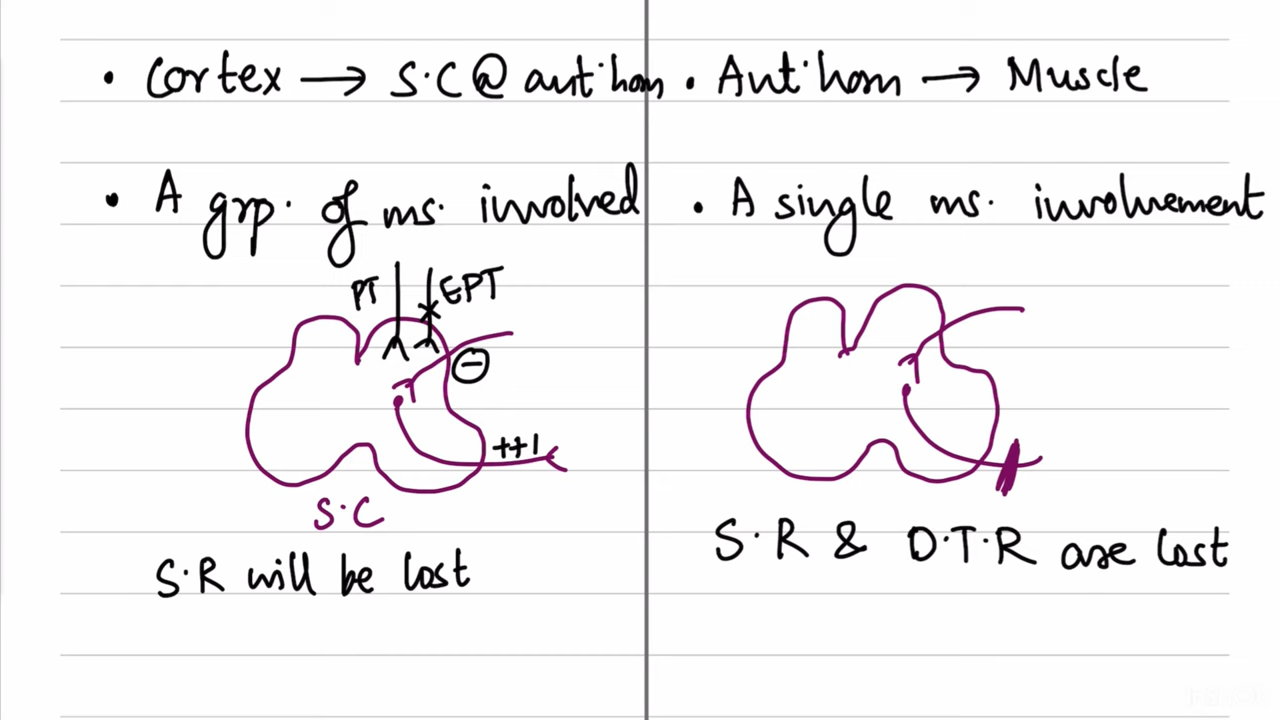 • Cortex → S.C @ ant. horn
• A grp. of ms. involved
PT EPT
⊖
+++
S.C
S.R will be lost
• Ant. horn → Muscle
• A single ms. involvement
S.R & D.T.R are lost